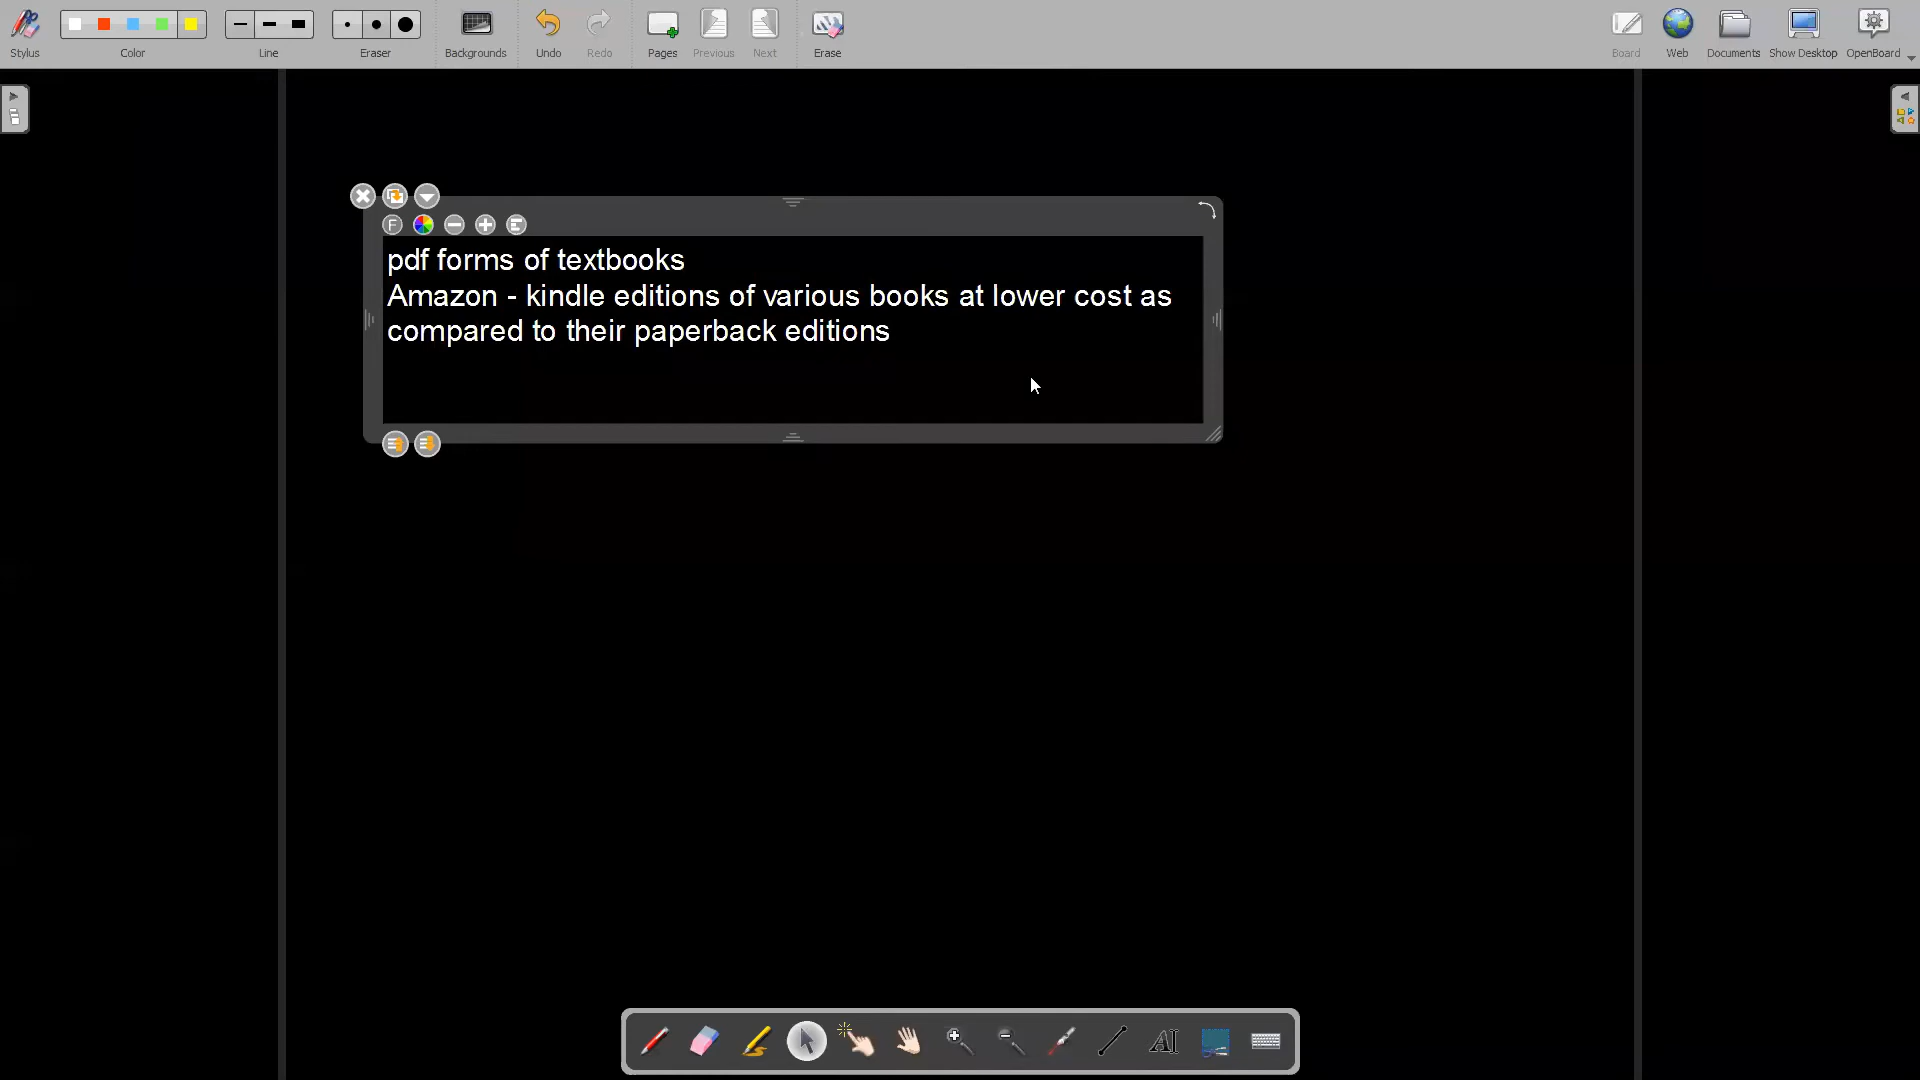 Stylus
Color
Line
Eraser
Backgrounds
Undo
Redo
Pages
Previous
Next
Erase
Board
Web
Documents
Show Desktop
OpenBoard
F
pdf forms of textbooks
Amazon - kindle editions of various books at lower cost as
compared to their paperback editions
AI